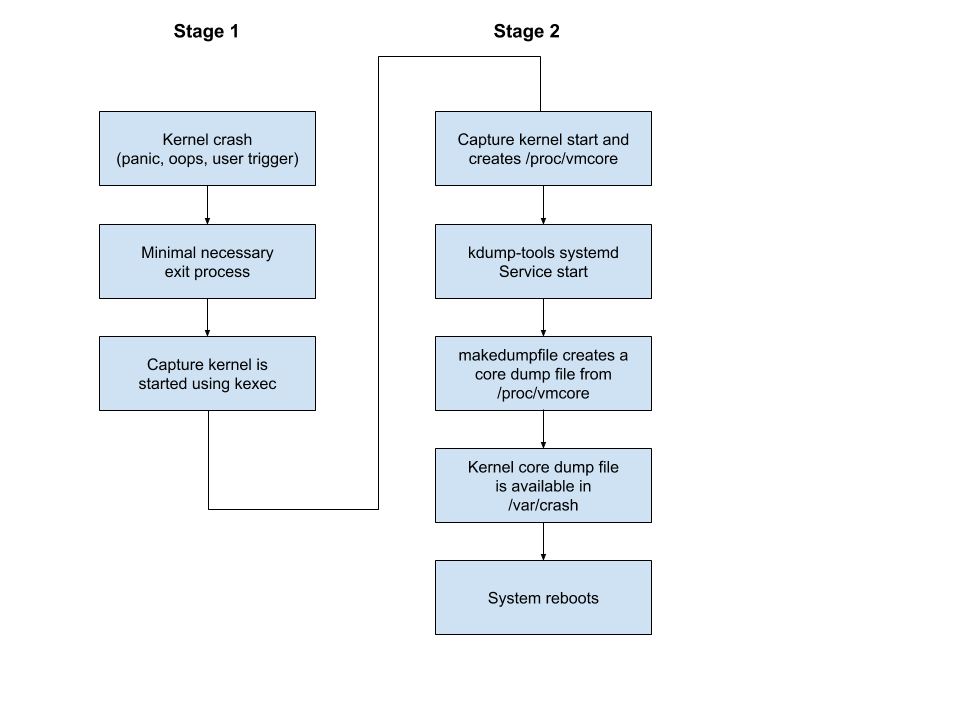 Stage 1
Kernel crash
(panic, oops, user trigger)
Minimal necessary
exit process
Capture kernel is
started using kexec
Stage 2
Capture kernel start and
creates /proc/vmcore
kdump-tools systemd
Service start
makedumpfile creates a
core dump file from
/proc/vmcore
Kernel core dump file
is available in
/var/crash
System reboots